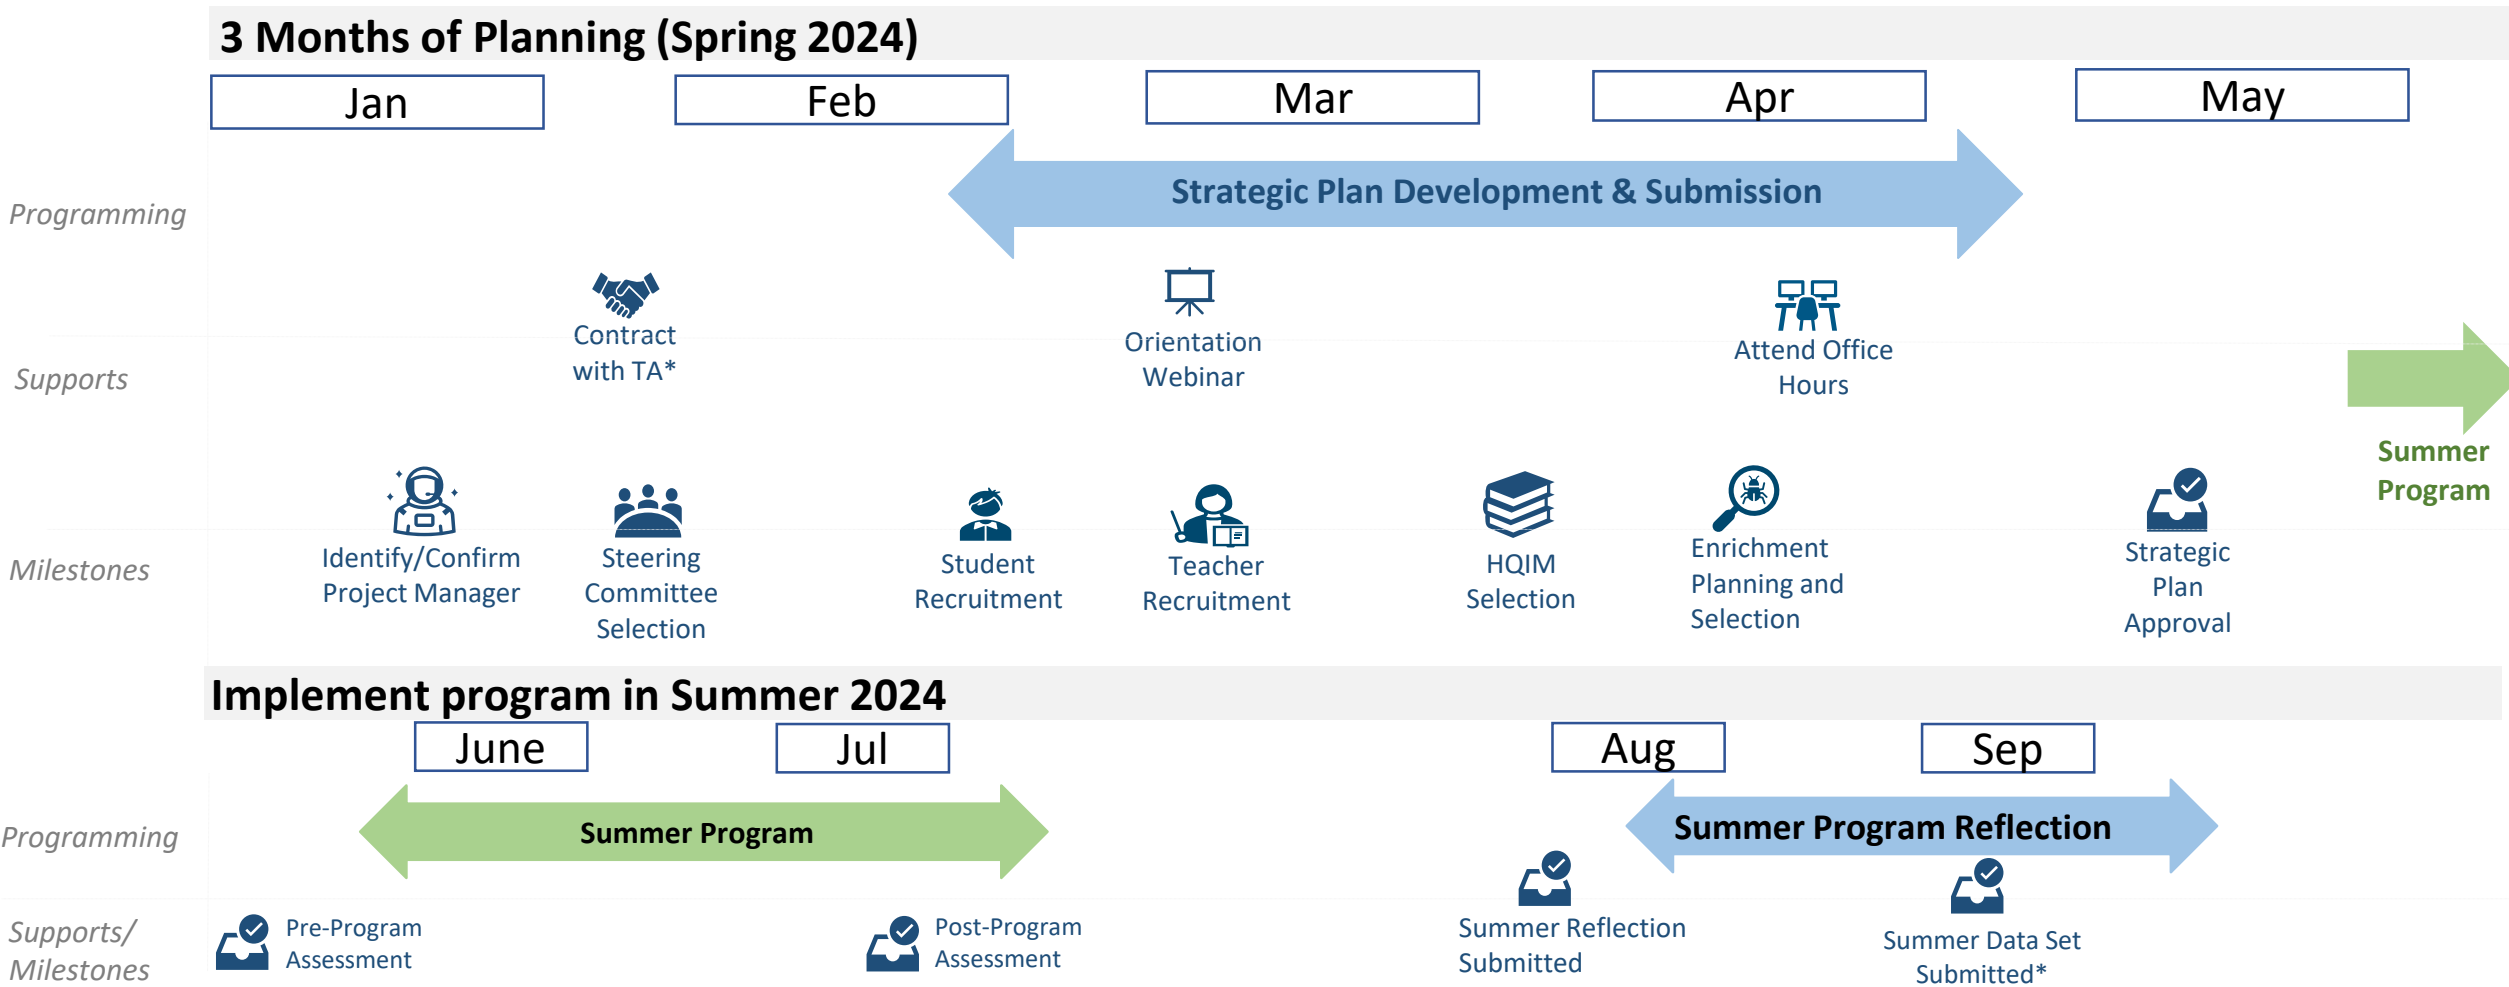 3 Months of Planning (Spring 2024)
Jan
Feb
Mar
Apr
May
Programming
Strategic Plan Development & Submission
Supports
Contract
with TA*
Orientation
Webinar
Attend Office
Hours
Summer
Program
Milestones
Identify/Confirm
Project Manager
Steering
Committee
Selection
Student
Recruitment
Teacher
Recruitment
HQIM
Selection
Enrichment
Planning and
Selection
Strategic
Plan
Approval
Implement program in Summer 2024
June
Jul
Aug
Sep
Programming
Summer Program
Summer Program Reflection
Supports/
Milestones
Pre-Program
Assessment
Post-Program
Assessment
Summer Reflection
Submitted
Summer Data Set
Submitted*